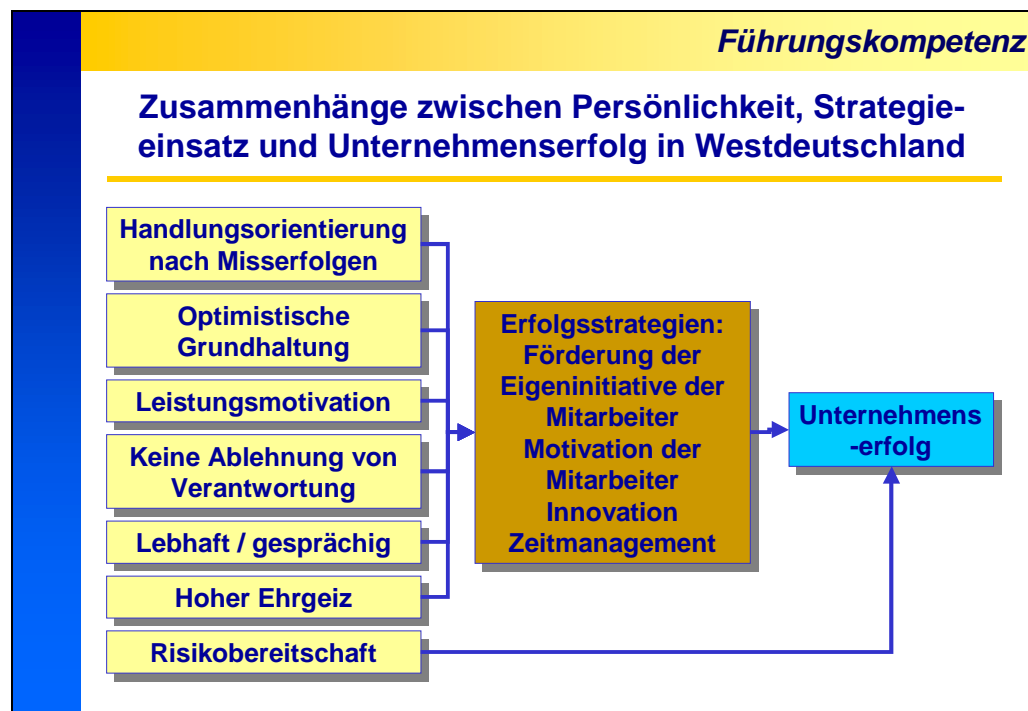 Führungskompetenz
Zusammenhänge zwischen Persönlichkeit, Strategie-
einsatz und Unternehmenserfolg in Westdeutschland
Handlungsorientierung
nach Misserfolgen
Optimistische
Grundhaltung
Leistungsmotivation
Keine Ablehnung von
Verantwortung
Lebhaft / gesprächig
Hoher Ehrgeiz
Risikobereitschaft
Erfolgsstrategien:
Förderung der
Eigeninitiative der
Mitarbeiter
Motivation der
Mitarbeiter
Innovation
Zeitmanagement
Unternehmens
-erfolg